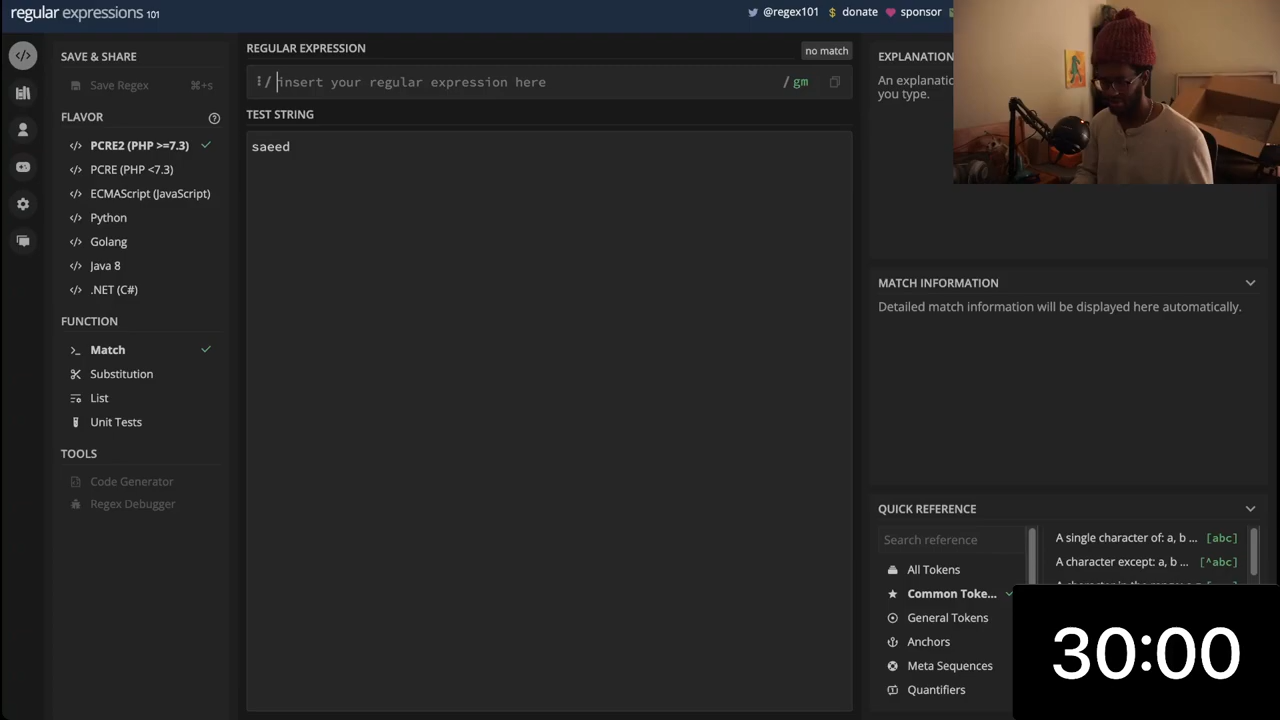 regular expressions 101
@regex101
donate
sponsor
SAVE & SHARE
Save Regex ⌘+s
FLAVOR
PCRE2 (PHP >=7.3)
PCRE (PHP <7.3)
ECMAScript (JavaScript)
Python
Golang
Java 8
.NET (C#)
FUNCTION
Match
Substitution
List
Unit Tests
TOOLS
Code Generator
Regex Debugger
REGULAR EXPRESSION
no match
/ insert your regular expression here / gm
TEST STRING
saeed
EXPLANATION
An explanatio
you type.
MATCH INFORMATION
Detailed match information will be displayed here automatically.
QUICK REFERENCE
Search reference
All Tokens
Common Toke...
General Tokens
Anchors
Meta Sequences
Quantifiers
A single character of: a, b ... [abc]
A character except: a, b ... [^abc]
30:00